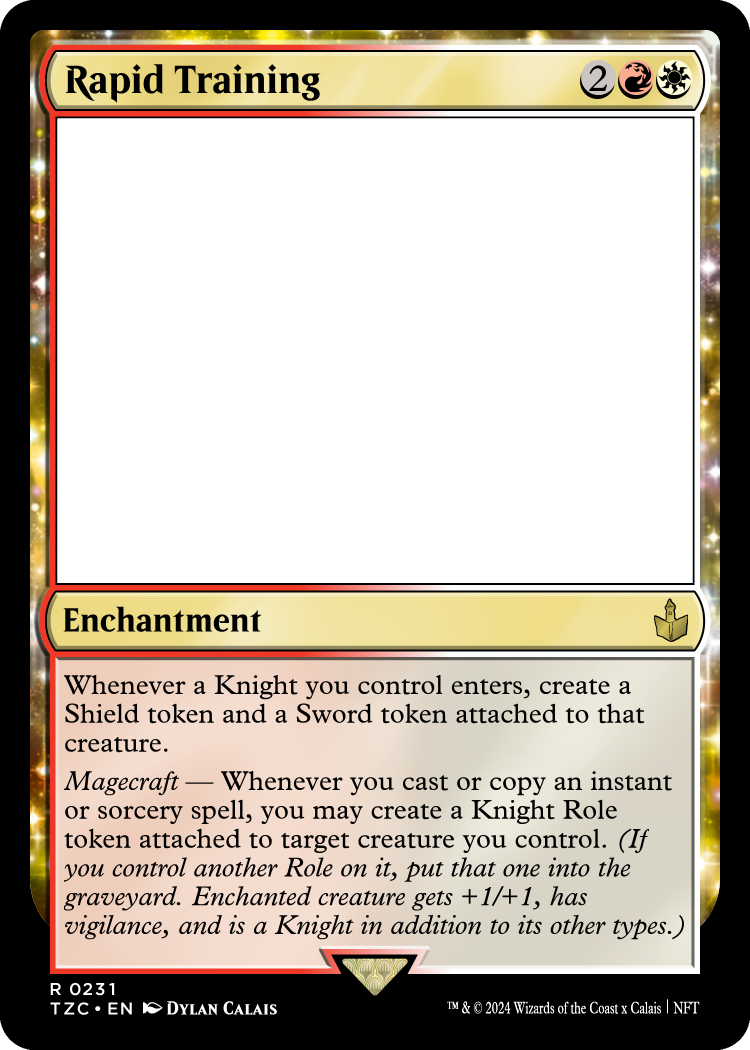 Rapid Training
2
Enchantment
Whenever a Knight you control enters, create a
Shield token and a Sword token attached to that
creature.
Magecraft — Whenever you cast or copy an instant
or sorcery spell, you may create a Knight Role
token attached to target creature you control. (If
you control another Role on it, put that one into the
graveyard. Enchanted creature gets +1/+1, has
vigilance, and is a Knight in addition to its other types.)
R 0231
TZC • EN Dylan Calais
™ & © 2024 Wizards of the Coast x Calais | NFT